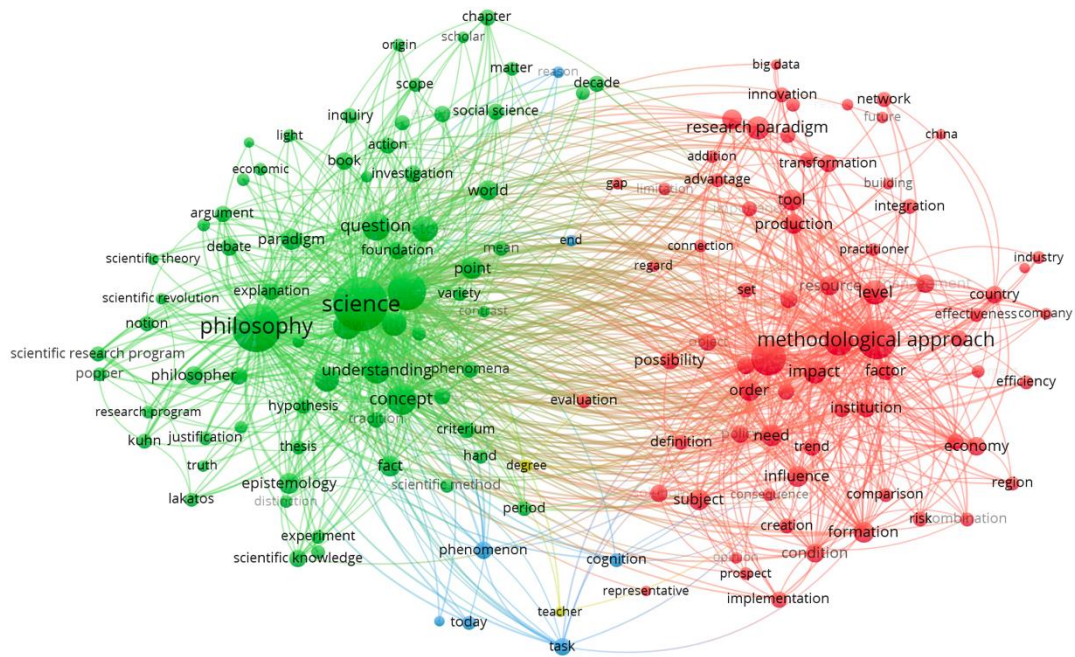 chapter
scholar
origin
matter
reason
decade
scope
social science
inquiry
light
action
book
investigation
economic
world
argument
question
debate
paradigm
foundation
mean
scientific theory
point
explanation
variety
scientific revolution
science
contrast
notion
philosophy
scientific research program
understanding
phenomena
popper
philosopher
concept
research program
hypothesis
tradition
kuhn
justification
criterium
thesis
hand
truth
fact
degree
epistemology
scientific method
lakatos
distinction
period
experiment
scientific knowledge
phenomenon
cognition
today
teacher
task
end
big data
innovation
network
future
research paradigm
china
addition
transformation
gap
limitation
advantage
building
tool
integration
production
connection
practitioner
regard
industry
set
resource
level
country
effectiveness
company
object
methodological approach
possibility
impact
factor
order
efficiency
evaluation
institution
definition
need
trend
economy
influence
subject
consequence
comparison
region
creation
formation
risk
combination
opinion
condition
prospect
representative
implementation